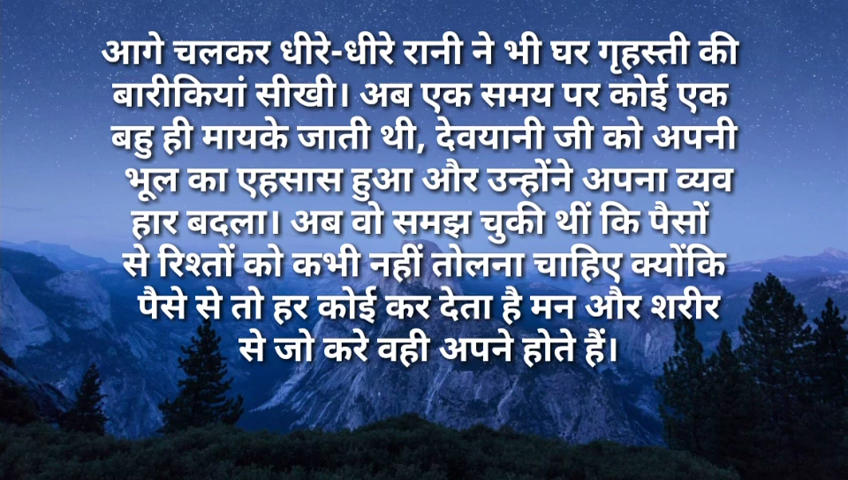 आगे चलकर धीरे-धीरे रानी ने भी घर गृहस्ती की
बारीकियां सीखी। अब एक समय पर कोई एक
बहु ही मायके जाती थी, देवयानी जी को अपनी
भूल का एहसास हुआ और उन्होंने अपना व्यव
हार बदला। अब वो समझ चुकी थीं कि पैसों
से रिश्तों को कभी नहीं तोलना चाहिए क्योंकि
पैसे से तो हर कोई कर देता है मन और शरीर
से जो करे वही अपने होते हैं।